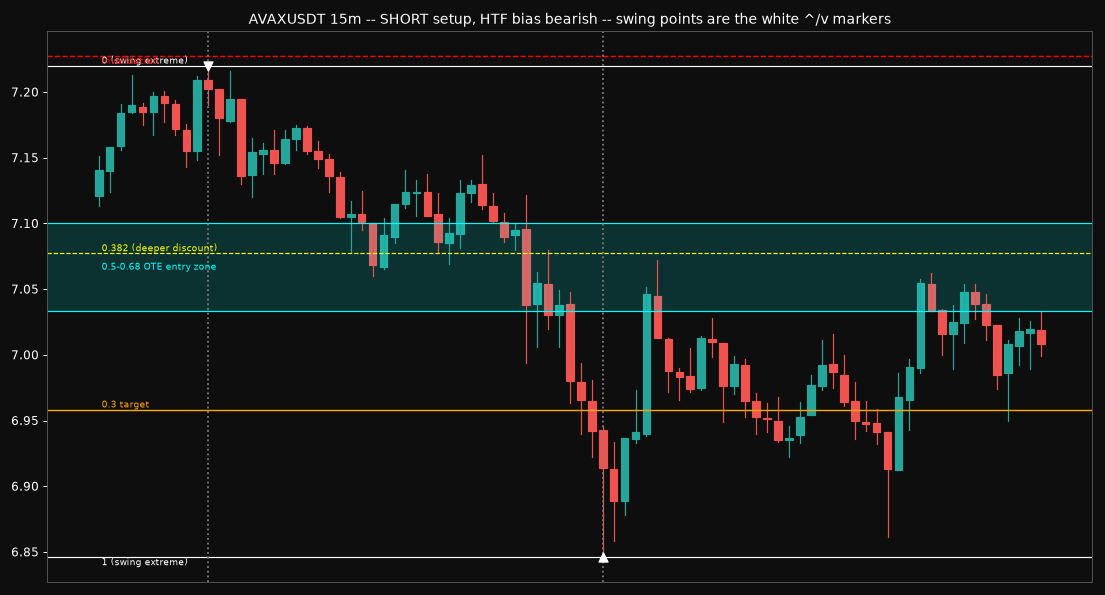 AVAXUSDT 15m -- SHORT setup, HTF bias bearish -- swing points are the white ^/v markers
0 (swing extreme)
7.20
7.15
7.10
0.382 (deeper discount)
0.5-0.68 OTE entry zone
7.05
7.00
0.3 target
6.95
6.90
6.85
1 (swing extreme)